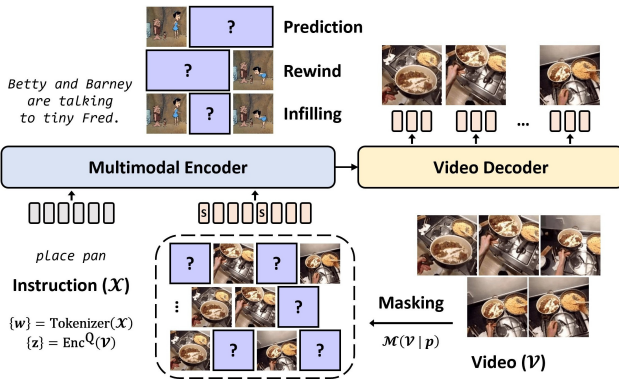 ? Prediction
? Rewind
? Infilling
Betty and Barney
are talking
to tiny Fred.
...
Multimodal Encoder
Video Decoder
S S
place pan
Instruction (𝒳)
{𝒘} = Tokenizer(𝒳)
{𝐳} = Enc^Q(𝒱)
? ?
⋮ ?
? ?
Masking
ℳ(𝒱 | 𝑝)
Video (𝒱)